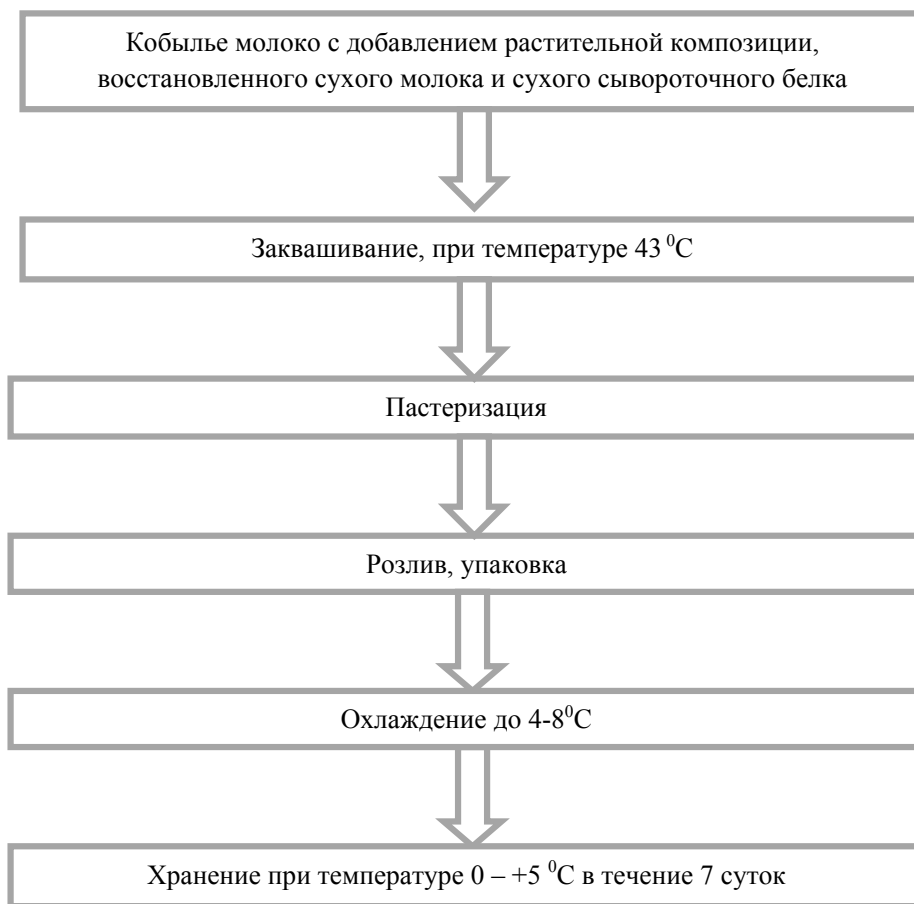 Кобылье молоко с добавлением растительной композиции,
восстановленного сухого молока и сухого сывороточного белка
Заквашивание, при температуре 43 ⁰С
Пастеризация
Розлив, упаковка
Охлаждение до 4-8⁰С
Хранение при температуре 0 – +5 ⁰С в течение 7 суток